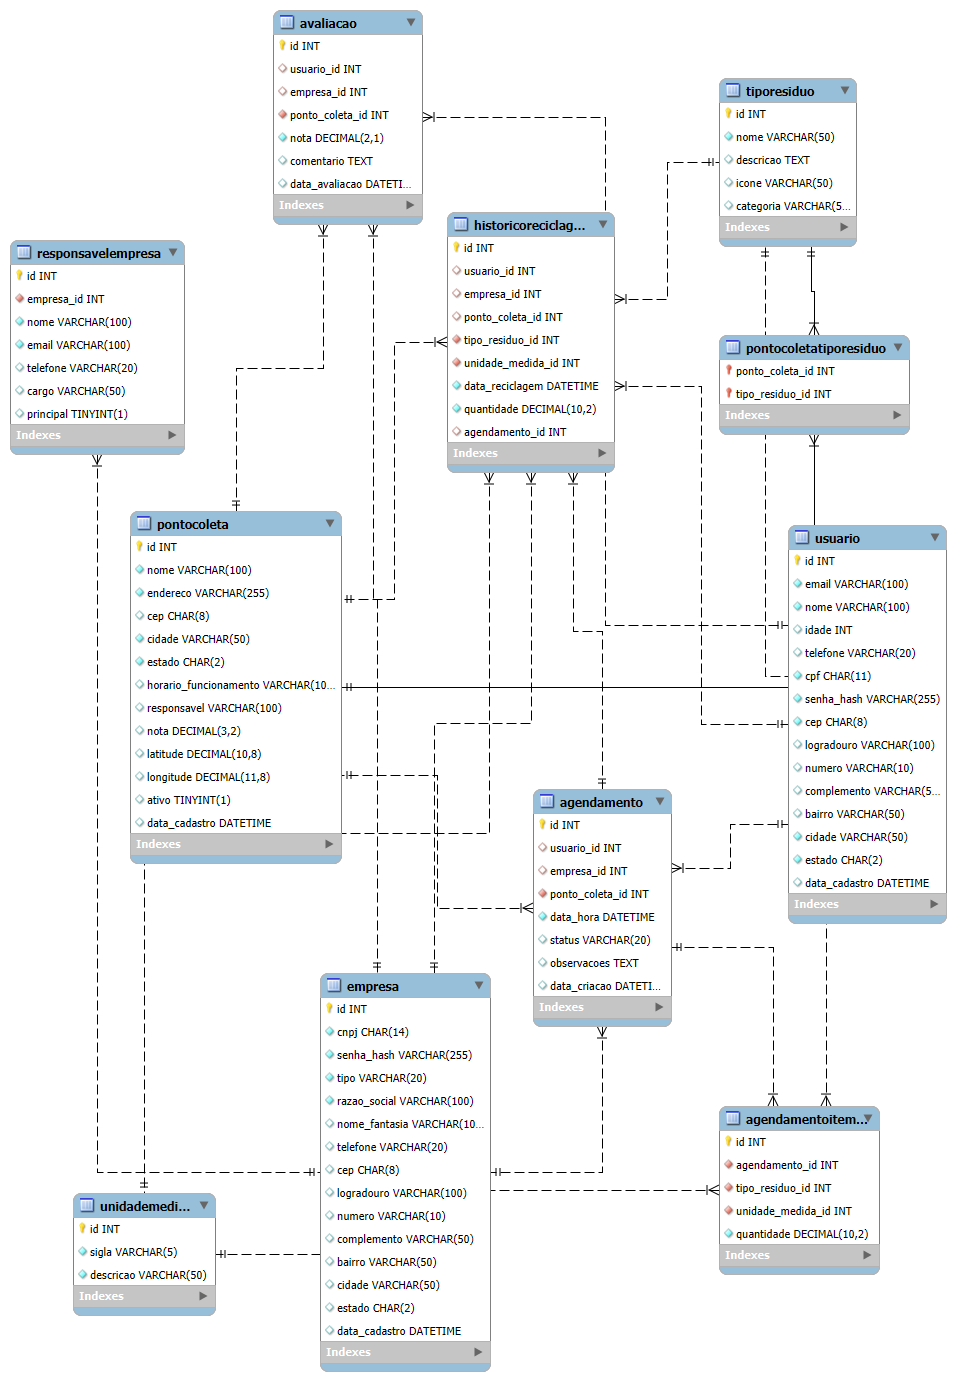 avaliacao
id INT
usuario_id INT
empresa_id INT
ponto_coleta_id INT
nota DECIMAL(2,1)
comentario TEXT
data_avaliacao DATETI...
Indexes
tiporesiduo
id INT
nome VARCHAR(50)
descricao TEXT
icone VARCHAR(50)
categoria VARCHAR(5...
Indexes
historicoreciclag...
id INT
usuario_id INT
empresa_id INT
ponto_coleta_id INT
tipo_residuo_id INT
unidade_medida_id INT
data_reciclagem DATETIME
quantidade DECIMAL(10,2)
agendamento_id INT
Indexes
responsavelempresa
id INT
empresa_id INT
nome VARCHAR(100)
email VARCHAR(100)
telefone VARCHAR(20)
cargo VARCHAR(50)
principal TINYINT(1)
Indexes
pontocoletatiporesiduo
ponto_coleta_id INT
tipo_residuo_id INT
Indexes
pontocoleta
id INT
nome VARCHAR(100)
endereco VARCHAR(255)
cep CHAR(8)
cidade VARCHAR(50)
estado CHAR(2)
horario_funcionamento VARCHAR(10...
responsavel VARCHAR(100)
nota DECIMAL(3,2)
latitude DECIMAL(10,8)
longitude DECIMAL(11,8)
ativo TINYINT(1)
data_cadastro DATETIME
Indexes
usuario
id INT
email VARCHAR(100)
nome VARCHAR(100)
idade INT
telefone VARCHAR(20)
cpf CHAR(11)
senha_hash VARCHAR(255)
cep CHAR(8)
logradouro VARCHAR(100)
numero VARCHAR(10)
complemento VARCHAR(5...
bairro VARCHAR(50)
cidade VARCHAR(50)
estado CHAR(2)
data_cadastro DATETIME
Indexes
agendamento
id INT
usuario_id INT
empresa_id INT
ponto_coleta_id INT
data_hora DATETIME
status VARCHAR(20)
observacoes TEXT
data_criacao DATETI...
Indexes
empresa
id INT
cnpj CHAR(14)
senha_hash VARCHAR(255)
tipo VARCHAR(20)
razao_social VARCHAR(100)
nome_fantasia VARCHAR(10...
telefone VARCHAR(20)
cep CHAR(8)
logradouro VARCHAR(100)
numero VARCHAR(10)
complemento VARCHAR(50)
bairro VARCHAR(50)
cidade VARCHAR(50)
estado CHAR(2)
data_cadastro DATETIME
Indexes
agendamentoitem...
id INT
agendamento_id INT
tipo_residuo_id INT
unidade_medida_id INT
quantidade DECIMAL(10,2)
Indexes
unidademedi...
id INT
sigla VARCHAR(5)
descricao VARCHAR(50)
Indexes